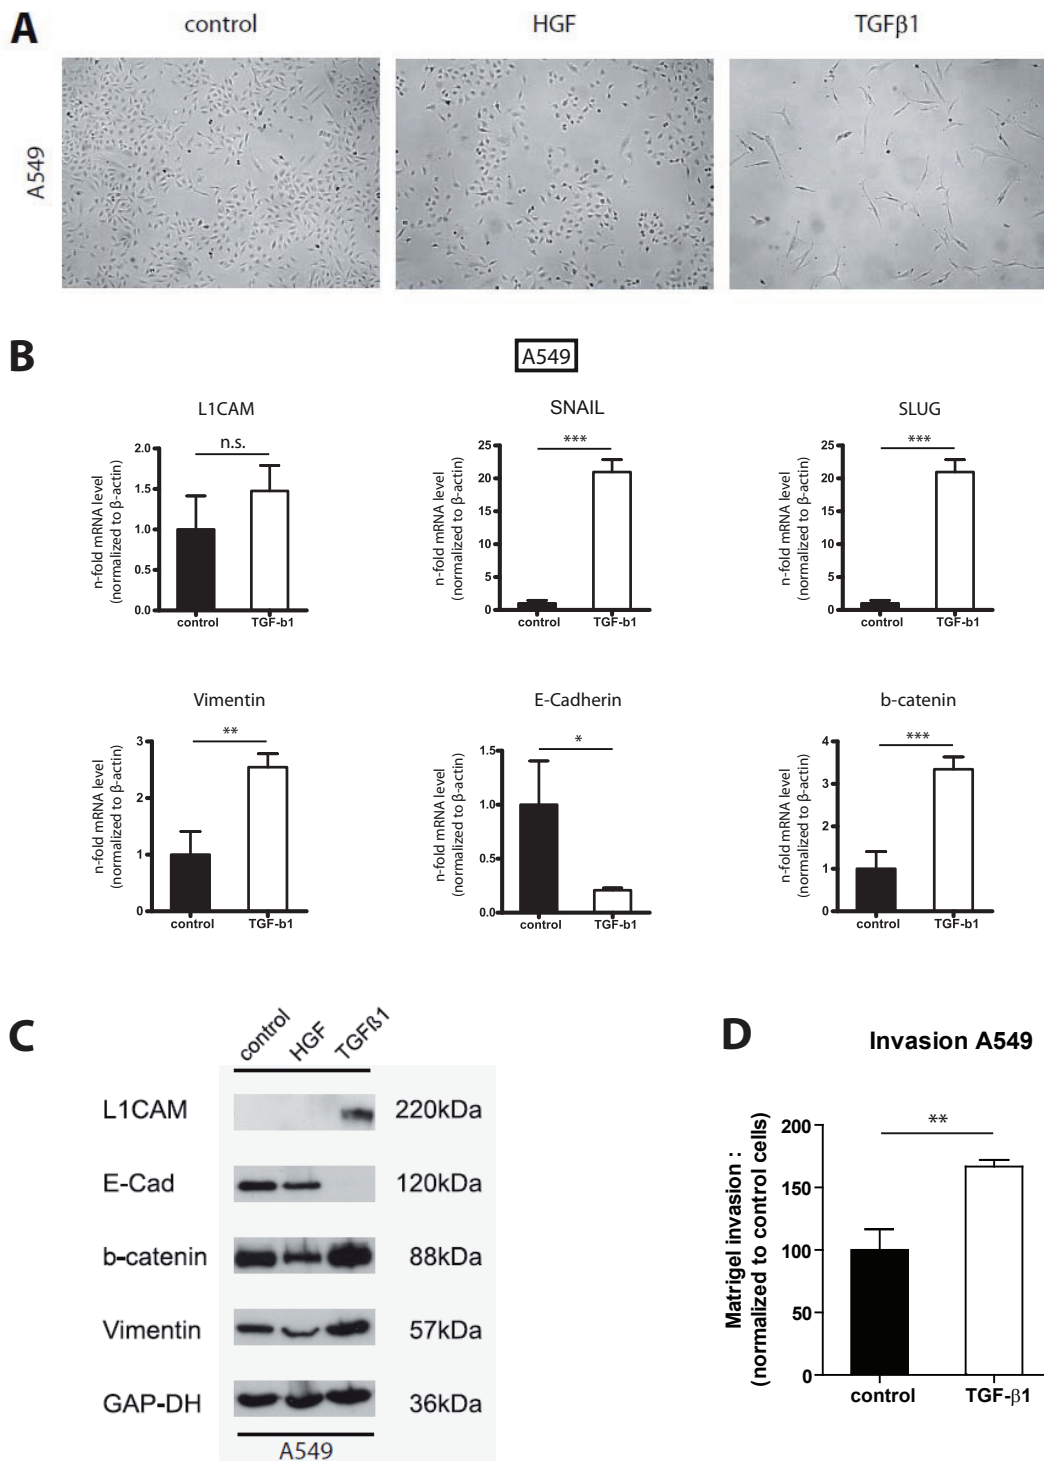 A
control
HGF
TGFβ1
A549
B
A549
L1CAM
n.s.
n-fold mRNA level
(normalized to β-actin)
2.0
1.5
1.0
0.5
0.0
control
TGF-b1
SNAIL
***
n-fold mRNA level
(normalized to β-actin)
25
20
15
10
5
0
control
TGF-b1
SLUG
***
n-fold mRNA level
(normalized to β-actin)
25
20
15
10
5
0
control
TGF-b1
Vimentin
**
n-fold mRNA level
(normalized to β-actin)
3
2
1
0
control
TGF-b1
E-Cadherin
*
n-fold mRNA level
(normalized to β-actin)
1.5
1.0
0.5
0.0
control
TGF-b1
b-catenin
***
n-fold mRNA level
(normalized to β-actin)
4
3
2
1
0
control
TGF-b1
C
control
HGF
TGFß1
L1CAM 220kDa
E-Cad 120kDa
b-catenin 88kDa
Vimentin 57kDa
GAP-DH 36kDa
A549
D
Invasion A549
**
Matrigel invasion :
(normalized to control cells)
200
150
100
50
0
control
TGF-β1